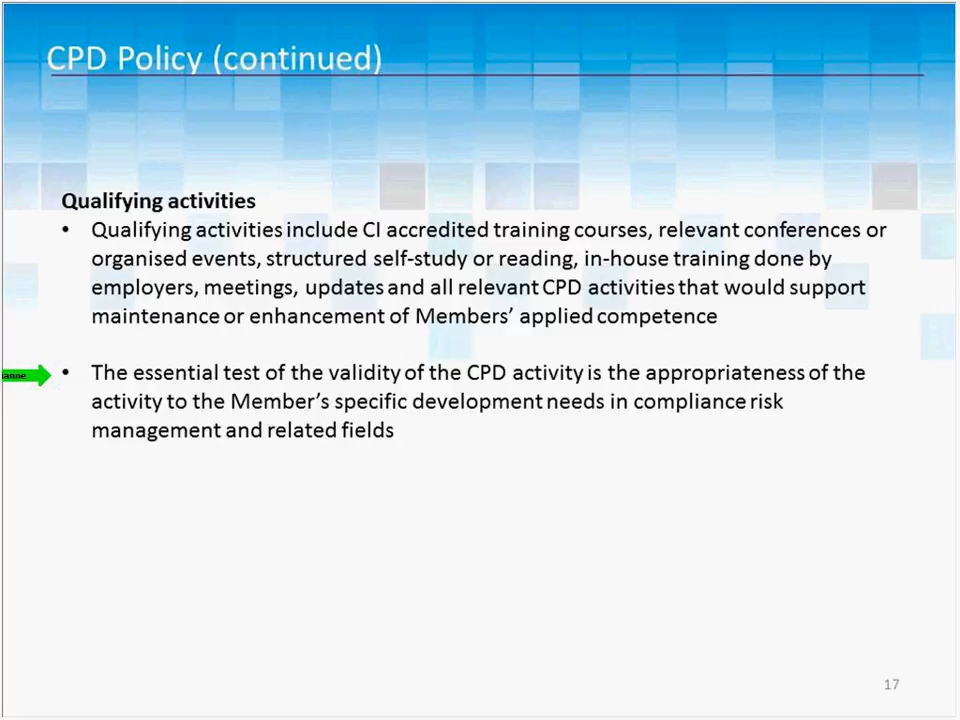 CPD Policy (continued)
Qualifying activities
• Qualifying activities include CI accredited training courses, relevant conferences or
organised events, structured self-study or reading, in-house training done by
employers, meetings, updates and all relevant CPD activities that would support
maintenance or enhancement of Members’ applied competence
• The essential test of the validity of the CPD activity is the appropriateness of the
activity to the Member’s specific development needs in compliance risk
management and related fields
17